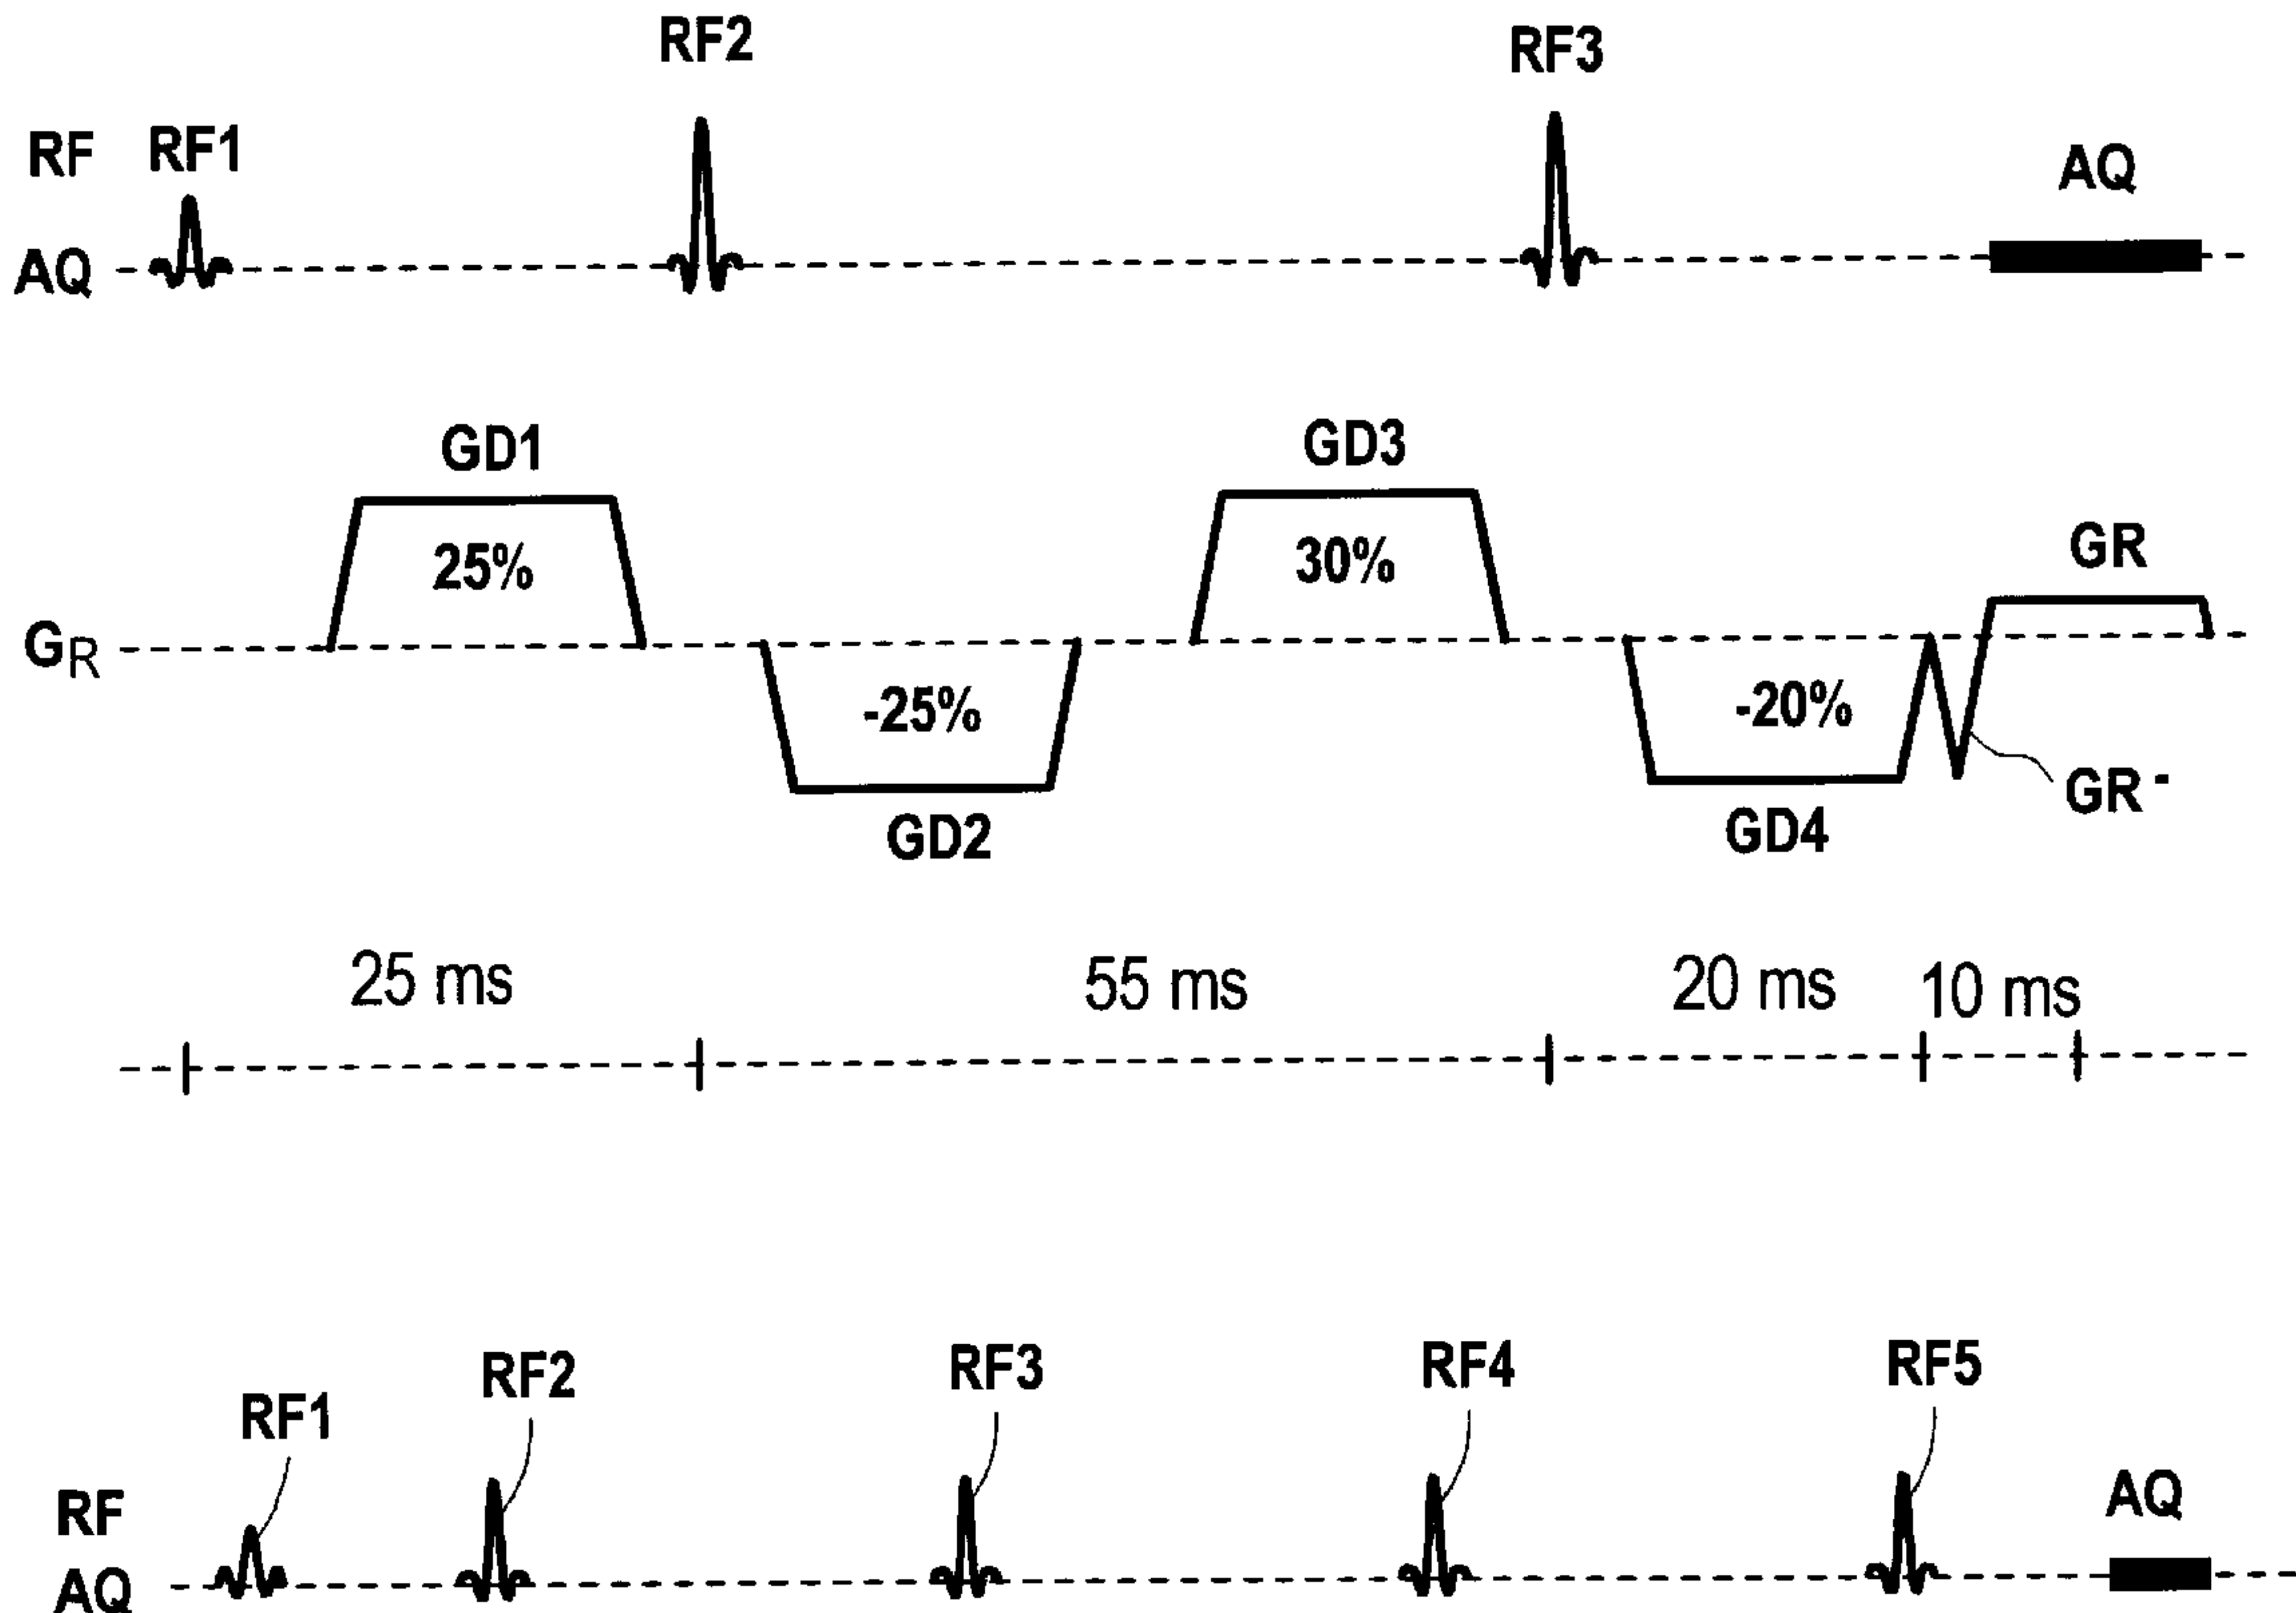 RF2
RF3
RF RF1
AQ
AQ
GD1
GD3
25%
30%
GR
GR
-25%
-20%
GR-
GD2
GD4
25 ms
55 ms
20 ms
10 ms
RF1
RF2
RF3
RF4
RF5
RF
AQ
AQ